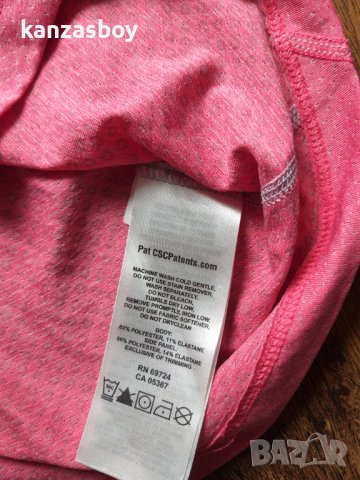 kanzasboy
Pat CSCPatents.com
MACHINE WASH COLD GENTLE,
DO NOT USE STAIN REMOVER,
WASH SEPARATELY,
DO NOT BLEACH,
TUMBLE DRY LOW,
REMOVE PROMPTLY, IRON LOW,
DO NOT USE FABRIC SOFTENER,
DO NOT DRYCLEAN
BODY:
89% POLYESTER, 11% ELASTANE
SIDE PANEL:
86% POLYESTER, 14% ELASTANE
EXCLUSIVE OF TRIMMING
RN 69724
CA 05367
BAZAR